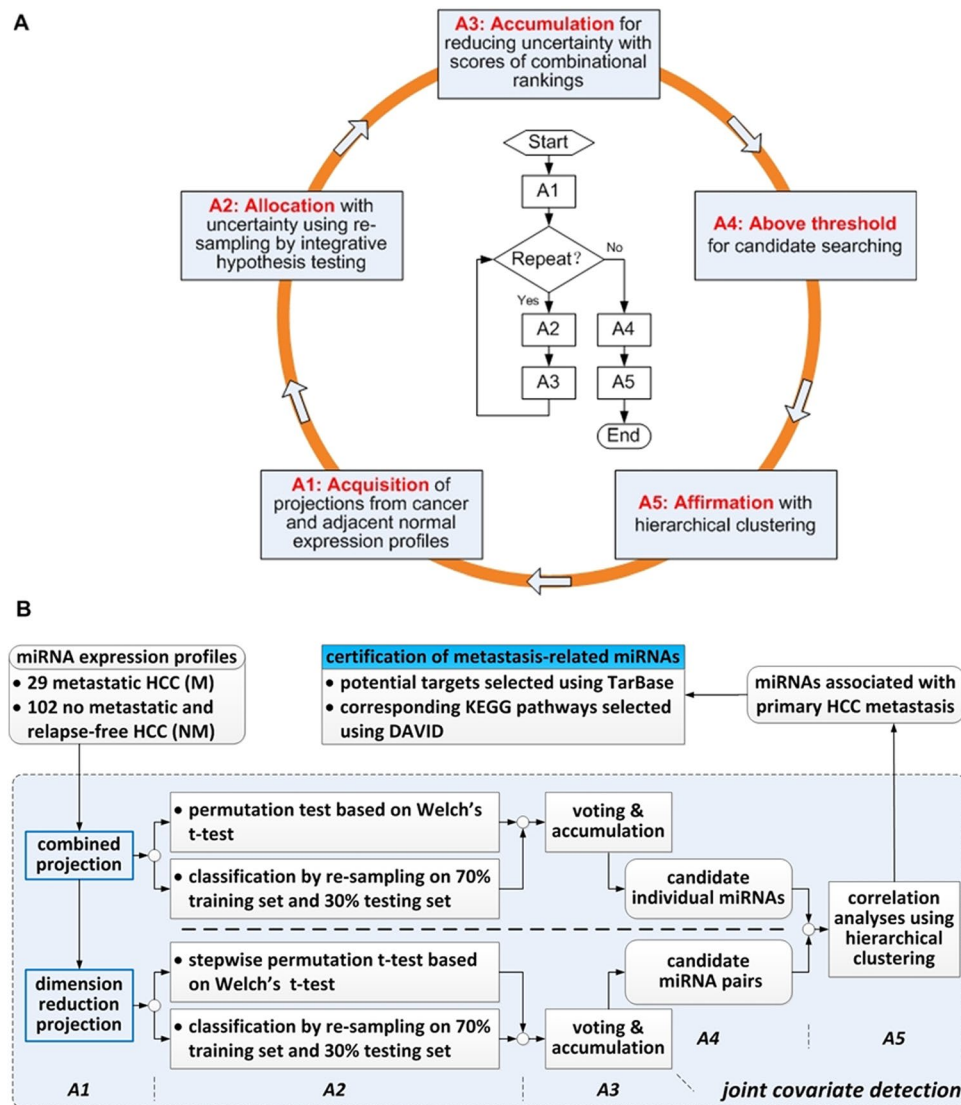 A
A3: Accumulation for
reducing uncertainty with
scores of combinational
rankings
A2: Allocation with
uncertainty using re-
sampling by integrative
hypothesis testing
Start
A1
Repeat?
No
Yes
A2
A3
A4
A5
End
A4: Above threshold
for candidate searching
A1: Acquisition of
projections from cancer
and adjacent normal
expression profiles
A5: Affirmation with
hierarchical clustering
B
miRNA expression profiles
• 29 metastatic HCC (M)
• 102 no metastatic and
relapse-free HCC (NM)
certification of metastasis-related miRNAs
• potential targets selected using TarBase
• corresponding KEGG pathways selected
using DAVID
miRNAs associated with
primary HCC metastasis
combined
projection
• permutation test based on Welch's
t-test
• classification by re-sampling on 70%
training set and 30% testing set
voting &
accumulation
candidate
individual miRNAs
dimension
reduction
projection
• stepwise permutation t-test based
on Welch's t-test
• classification by re-sampling on 70%
training set and 30% testing set
voting &
accumulation
candidate
miRNA pairs
correlation
analyses using
hierarchical
clustering
A1
A2
A3
A4
A5
joint covariate detection